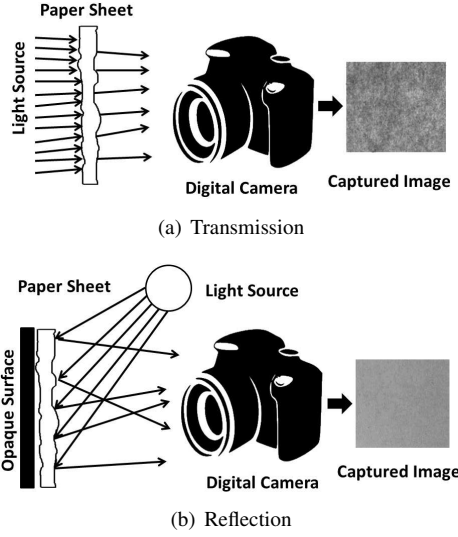 Paper Sheet
Light Source
Digital Camera
Captured Image
(a) Transmission
Paper Sheet
Light Source
Opaque Surface
Digital Camera
Captured Image
(b) Reflection